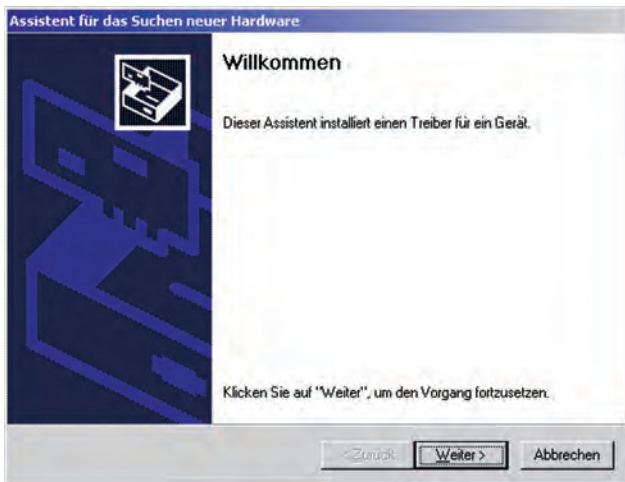 Assistent für das Suchen neuer Hardware
Willkommen
Dieser Assistent installiert einen Treiber für ein Gerät.
Klicken Sie auf "Weiter", um den Vorgang fortzusetzen.
<Zurück Weiter > Abbrechen